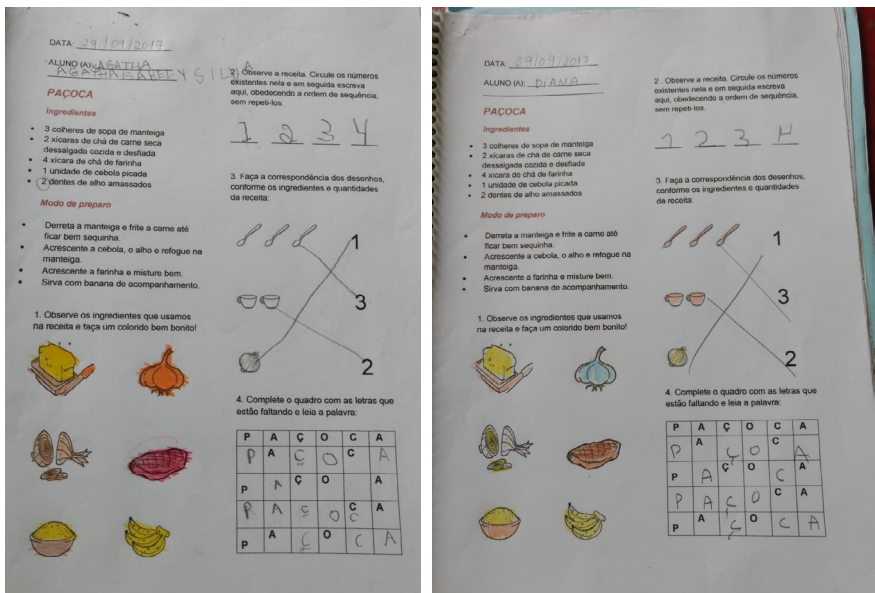 DATA: 29/09/2017
ALUNO (A): AGATHA
AGATHA ISABELLY SILVA
PAÇOCA
Ingredientes
• 3 colheres de sopa de manteiga
• 2 xícaras de chá de carne seca
dessalgada cozida e desfiada
• 4 xícara de chá de farinha
• 1 unidade de cebola picada
• 2 dentes de alho amassados
Modo de preparo
• Derreta a manteiga e frite a carne até
ficar bem sequinha.
• Acrescente a cebola, o alho e refogue na
manteiga.
• Acrescente a farinha e misture bem.
• Sirva com banana de acompanhamento.
1. Observe os ingredientes que usamos
na receita e faça um colorido bem bonito!
2. Observe a receita. Circule os números
existentes nela e em seguida escreva
aqui, obedecendo a ordem de sequência,
sem repeti-los.
1 2 3 4
3. Faça a correspondência dos desenhos,
conforme os ingredientes e quantidades
da receita:
1
3
2
4. Complete o quadro com as letras que
estão faltando e leia a palavra:
P A Ç O C A
P A Ç O C A
P A Ç O A
P A Ç O C A
P A Ç O C A
DATA: 29/09/2017
ALUNO (A): DIANA
PAÇOCA
Ingredientes
• 3 colheres de sopa de manteiga
• 2 xícaras de chá de carne seca
dessalgada cozida e desfiada
• 4 xícara de chá de farinha
• 1 unidade de cebola picada
• 2 dentes de alho amassados
Modo de preparo
• Derreta a manteiga e frite a carne até
ficar bem sequinha.
• Acrescente a cebola, o alho e refogue na
manteiga.
• Acrescente a farinha e misture bem.
• Sirva com banana de acompanhamento.
1. Observe os ingredientes que usamos
na receita e faça um colorido bem bonito!
2 . Observe a receita. Circule os números
existentes nela e em seguida escreva
aqui, obedecendo a ordem de sequência,
sem repeti-los.
1 2 3 4
3. Faça a correspondência dos desenhos,
conforme os ingredientes e quantidades
da receita:
1
3
2
4. Complete o quadro com as letras que
estão faltando e leia a palavra:
P A Ç O C A
P A Ç O C A
P A Ç O C A
P A Ç O C A
P A Ç O C A